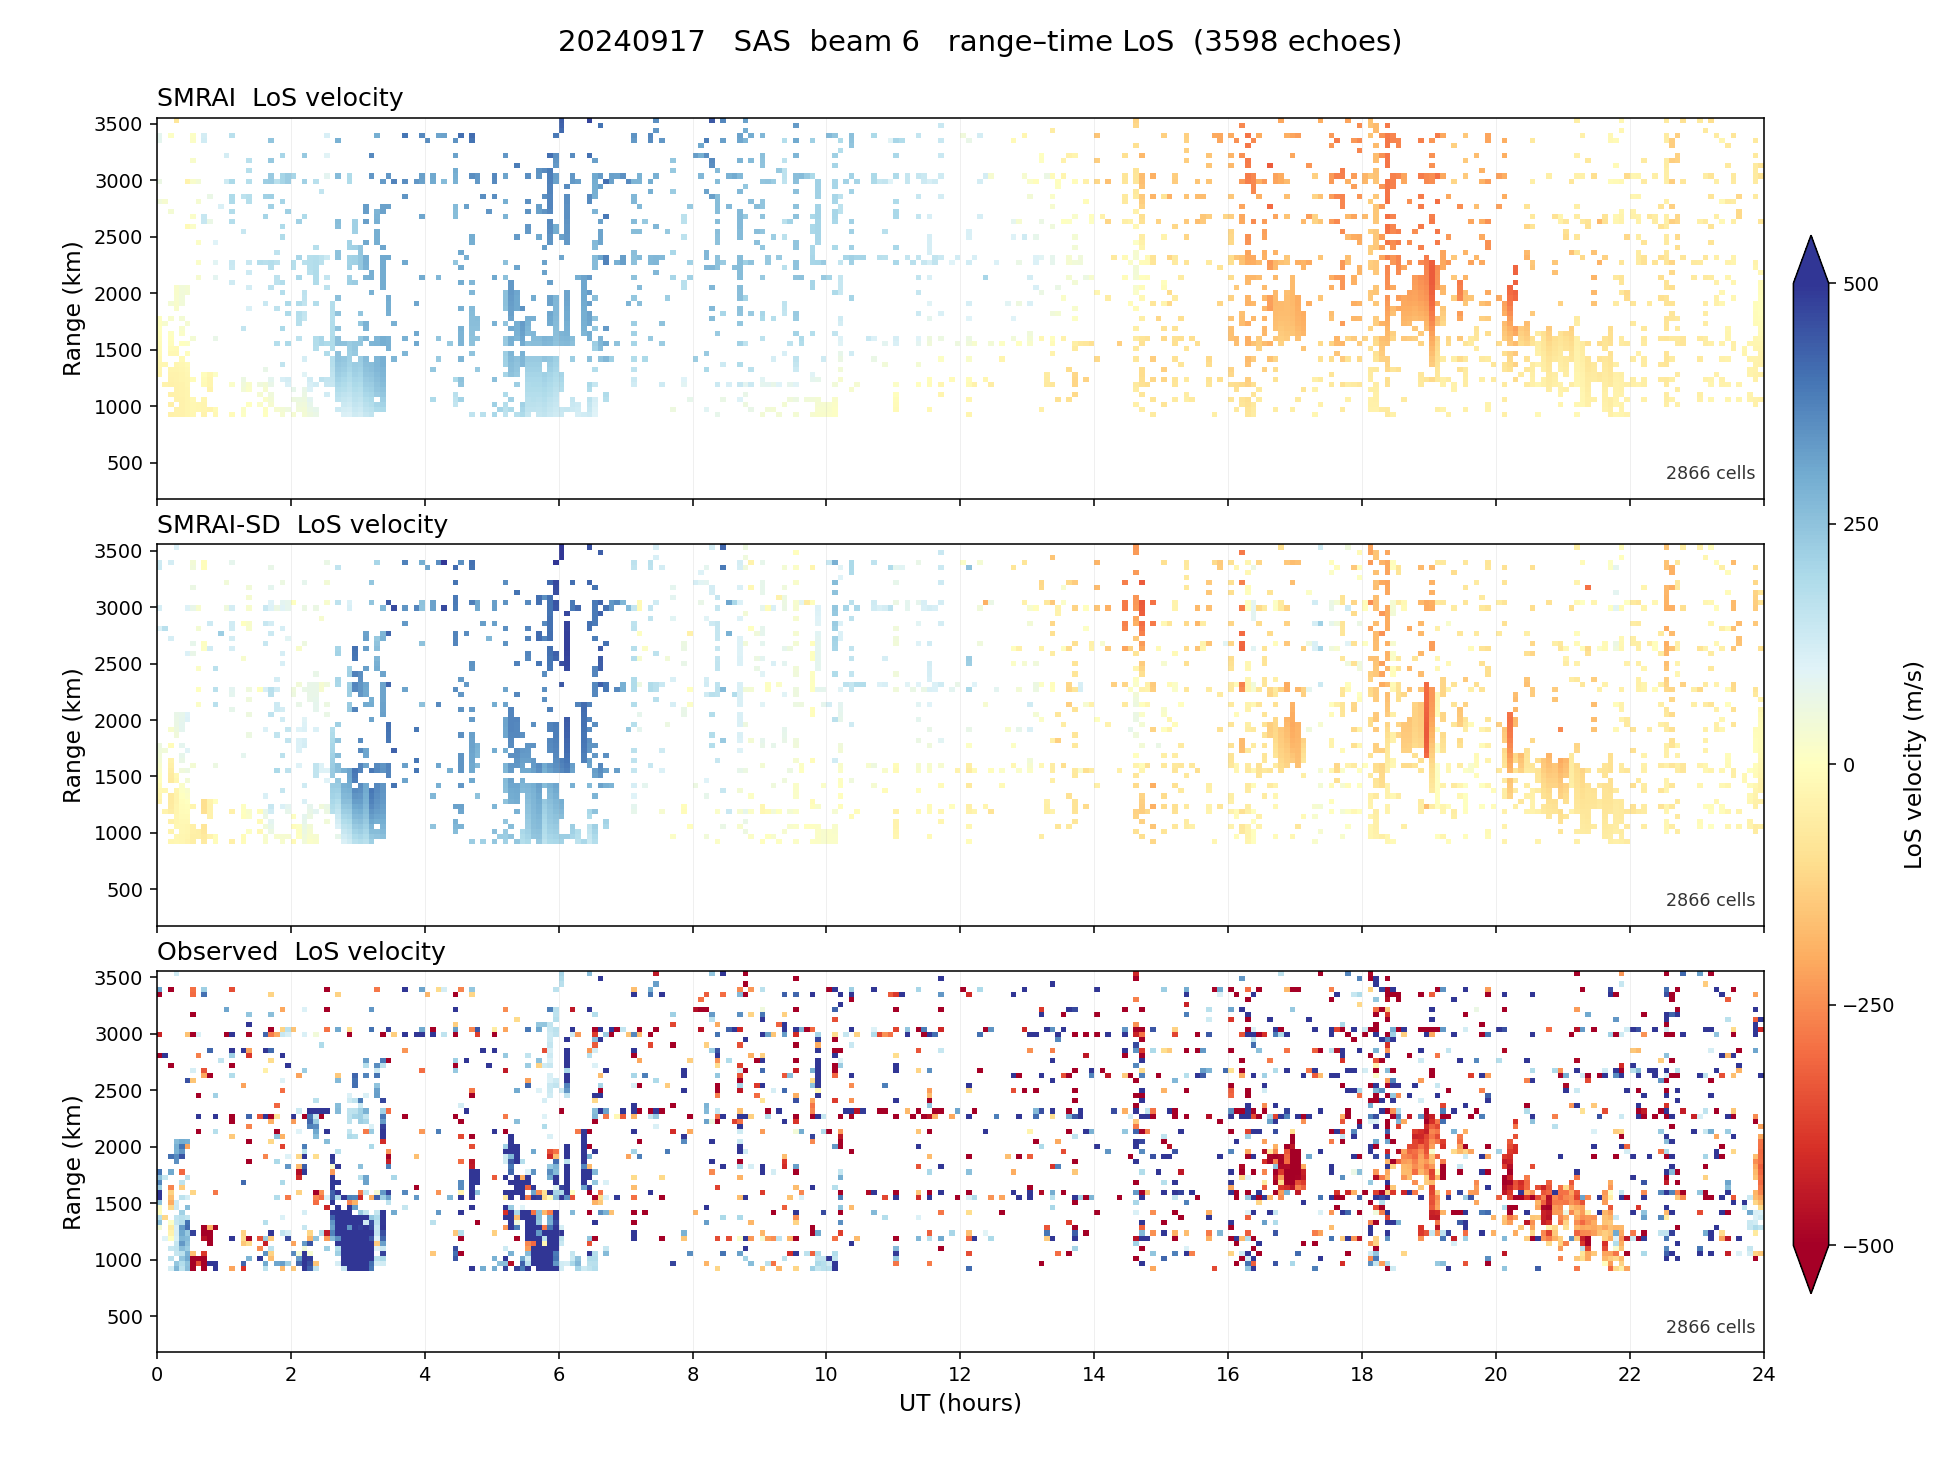 20240917   SAS  beam 6   range–time LoS  (3598 echoes)
SMRAI  LoS velocity
3500
3000
2500
2000
1500
1000
500
Range (km)
2866 cells
SMRAI-SD  LoS velocity
3500
3000
2500
2000
1500
1000
500
Range (km)
2866 cells
Observed  LoS velocity
3500
3000
2500
2000
1500
1000
500
Range (km)
2866 cells
0 2 4 6 8 10 12 14 16 18 20 22 24
UT (hours)
500
250
0
−250
−500
LoS velocity (m/s)